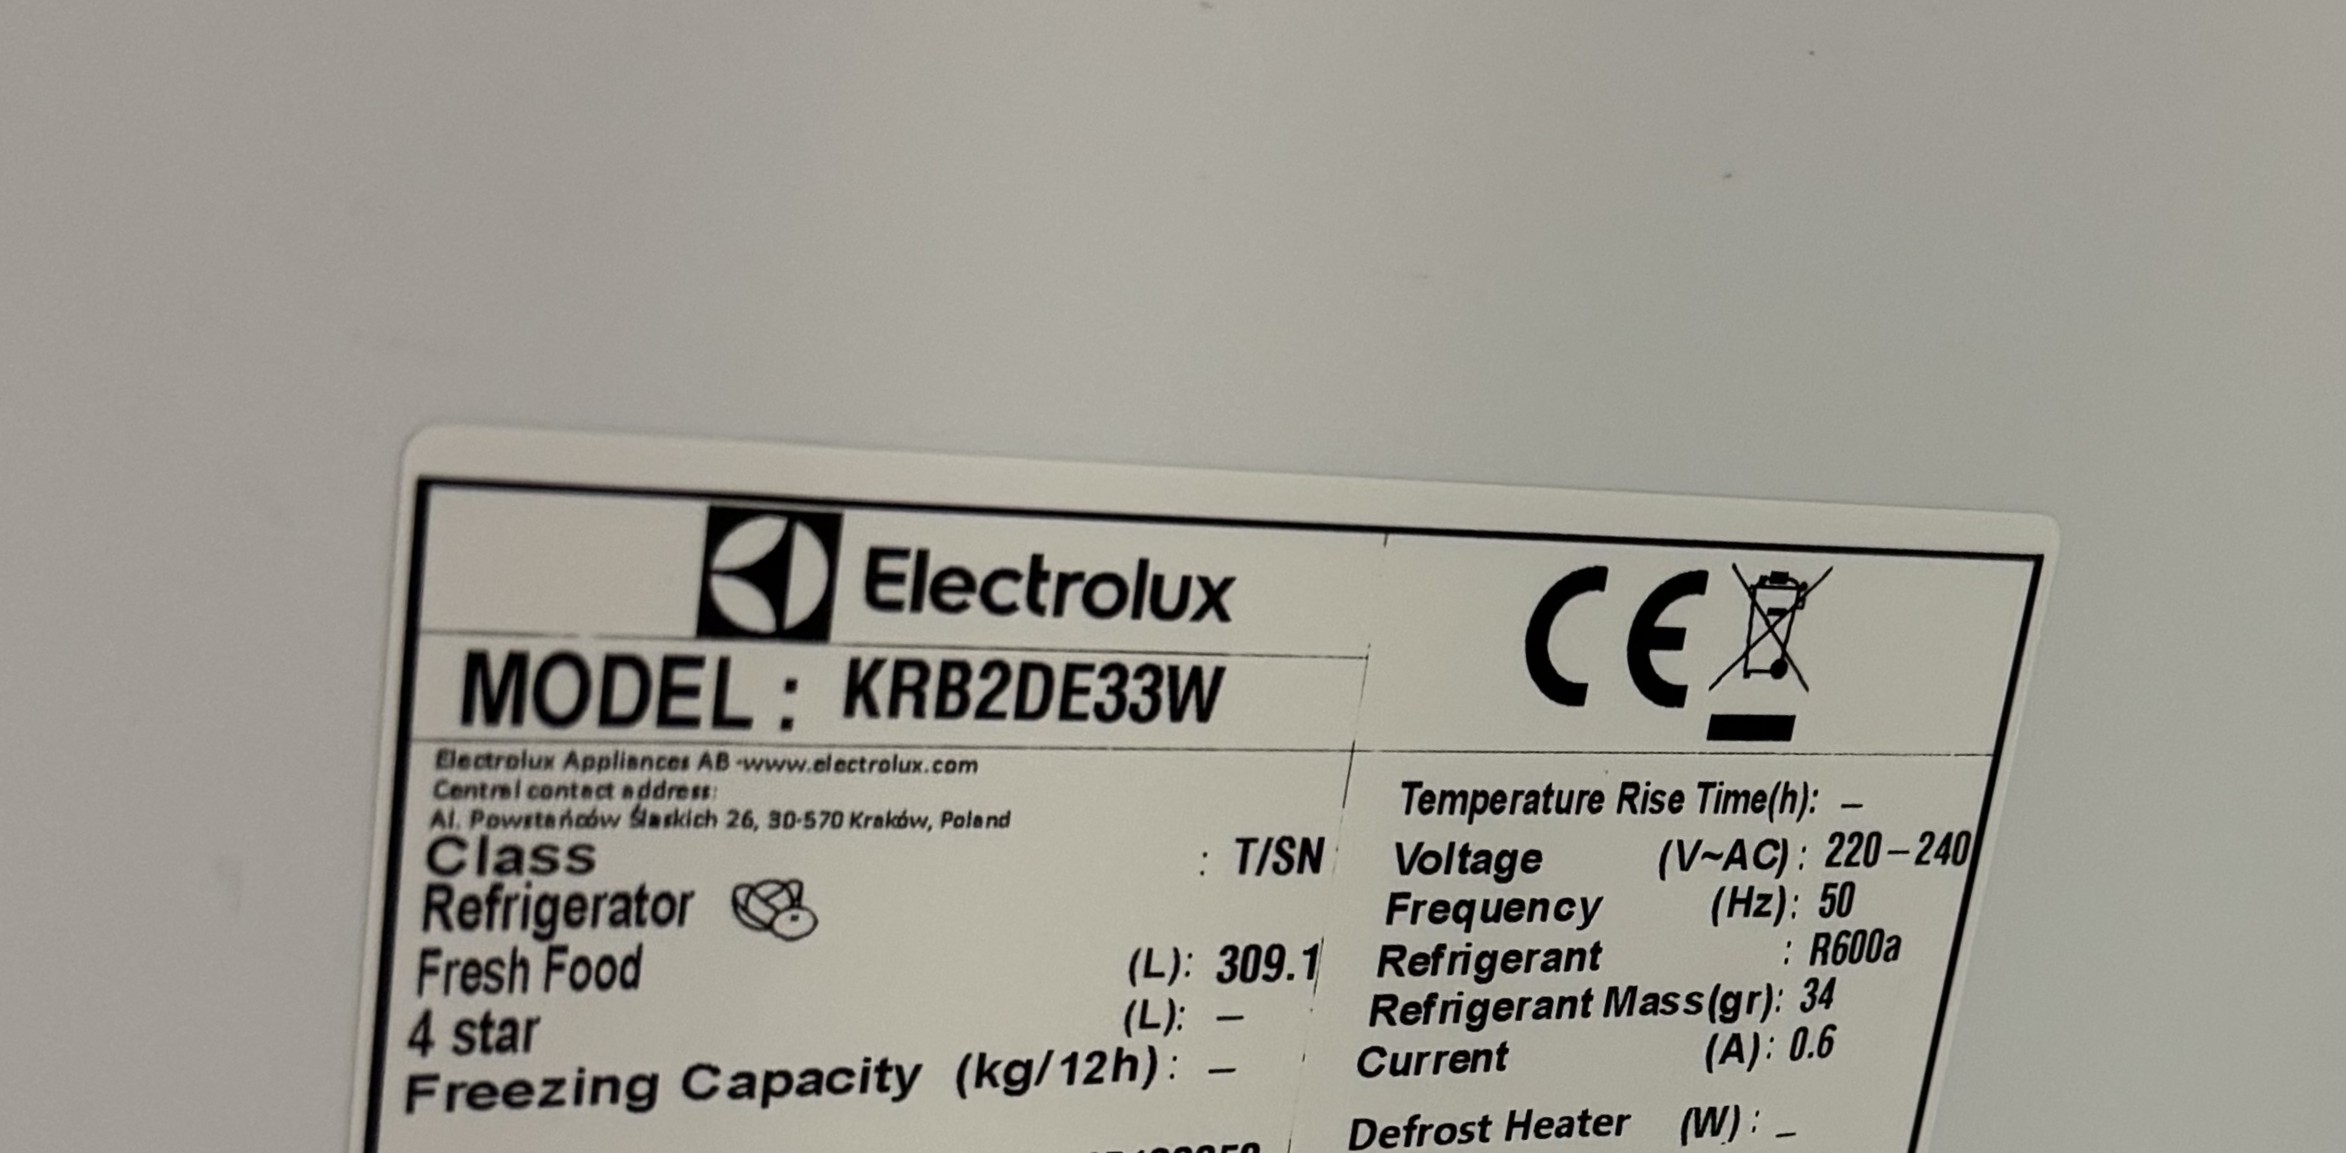 Electrolux
CE
MODEL : KRB2DE33W
Electrolux Appliances AB -www.electrolux.com
Central contact address:
Al. Powstańców Śląskich 26, 30-570 Kraków, Poland
Class : T/SN
Refrigerator
Fresh Food (L): 309.1
4 star (L): –
Freezing Capacity (kg/12h): –
Temperature Rise Time(h): –
Voltage (V~AC): 220–240
Frequency (Hz): 50
Refrigerant : R600a
Refrigerant Mass(gr): 34
Current (A): 0.6
Defrost Heater (W): –